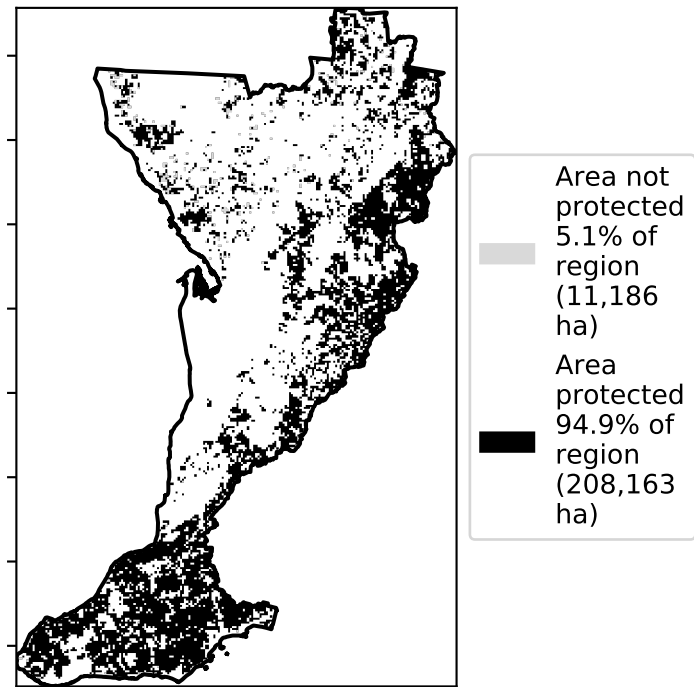 Area not
protected
5.1% of
region
(11,186
ha)
Area
protected
94.9% of
region
(208,163
ha)